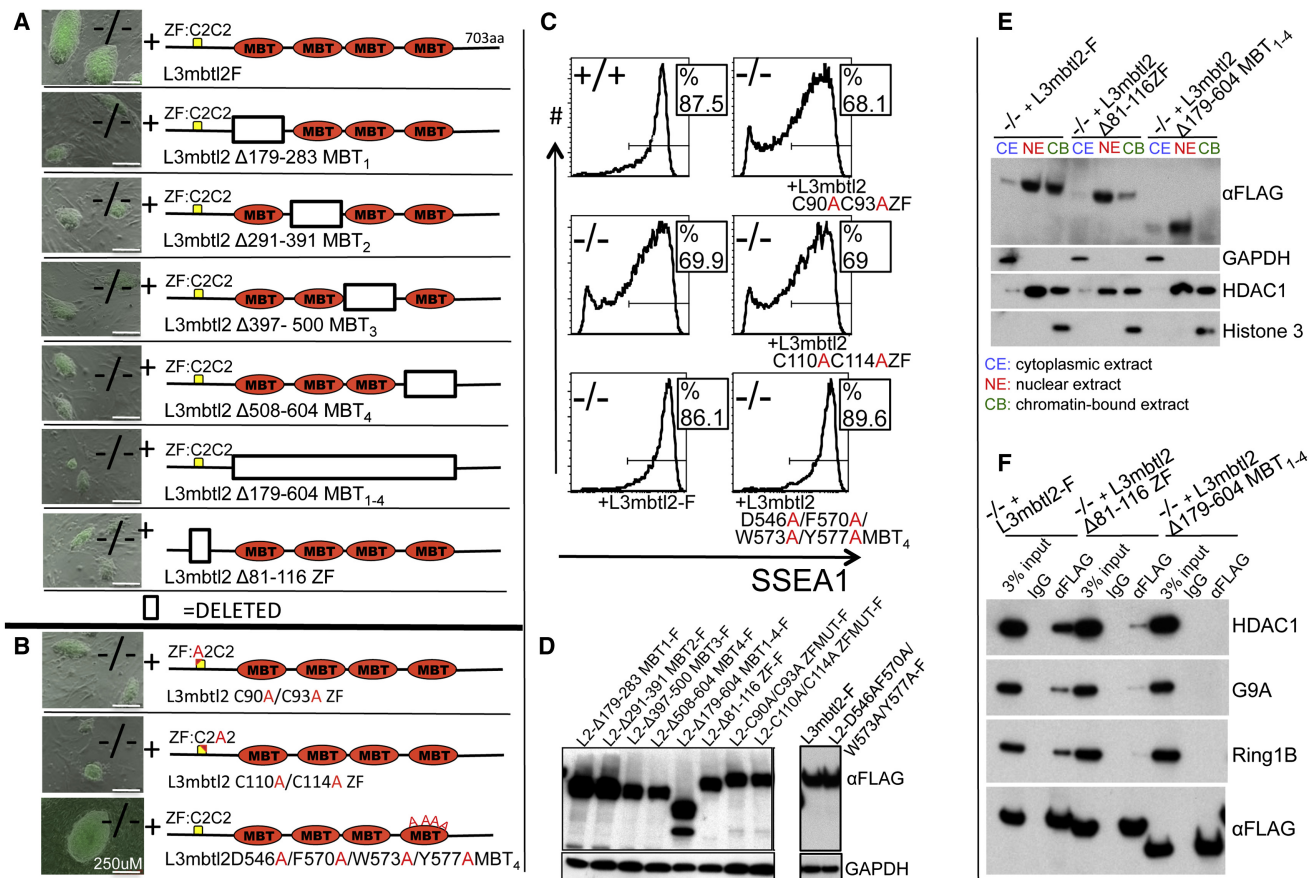 A
-/-
+
ZF:C2C2
MBT MBT MBT MBT
703aa
L3mbtl2F
-/-
+
ZF:C2C2
MBT MBT MBT
L3mbtl2 Δ179-283 MBT1
-/-
+
ZF:C2C2
MBT MBT MBT
L3mbtl2 Δ291-391 MBT2
-/-
+
ZF:C2C2
MBT MBT MBT
L3mbtl2 Δ397- 500 MBT3
-/-
+
ZF:C2C2
MBT MBT MBT
L3mbtl2 Δ508-604 MBT4
-/-
+
ZF:C2C2
L3mbtl2 Δ179-604 MBT1-4
-/-
+
MBT MBT MBT MBT
L3mbtl2 Δ81-116 ZF
=DELETED
B
-/-
+
ZF:A2C2
MBT MBT MBT MBT
L3mbtl2 C90A/C93A ZF
-/-
+
ZF:C2A2
MBT MBT MBT MBT
L3mbtl2 C110A/C114A ZF
-/-
250uM
+
ZF:C2C2
AAAA
MBT MBT MBT MBT
L3mbtl2D546A/F570A/W573A/Y577AMBT4
C
#
+/+
%
87.5
-/-
%
68.1
+L3mbtl2
C90AC93AZF
-/-
%
69.9
-/-
%
69
+L3mbtl2
C110AC114AZF
-/-
%
86.1
+L3mbtl2-F
-/-
%
89.6
+L3mbtl2
D546A/F570A/
W573A/Y577AMBT4
SSEA1
D
L2-Δ179-283 MBT1-F
L2-Δ291-391 MBT2-F
L2-Δ397-500 MBT3-F
L2-Δ508-604 MBT4-F
L2-Δ179-604 MBT1-4-F
L2-Δ81-116 ZF-F
L2-C90A/C93A ZFMUT-F
L2-C110A/C114A ZFMUT-F
L3mbtl2-F
L2-D546AF570A/
W573A/Y577A-F
αFLAG
GAPDH
E
-/- + L3mbtl2-F
-/- + L3mbtl2
Δ81-116ZF
-/- + L3mbtl2
Δ179-604 MBT1-4
CE NE CB CE NE CB CE NE CB
αFLAG
GAPDH
HDAC1
Histone 3
CE: cytoplasmic extract
NE: nuclear extract
CB: chromatin-bound extract
F
-/- +
L3mbtl2-F
-/- + L3mbtl2
Δ81-116 ZF
-/- + L3mbtl2
Δ179-604 MBT1-4
3% input
IgG
αFLAG
3% input
IgG
αFLAG
3% input
IgG
αFLAG
HDAC1
G9A
Ring1B
αFLAG